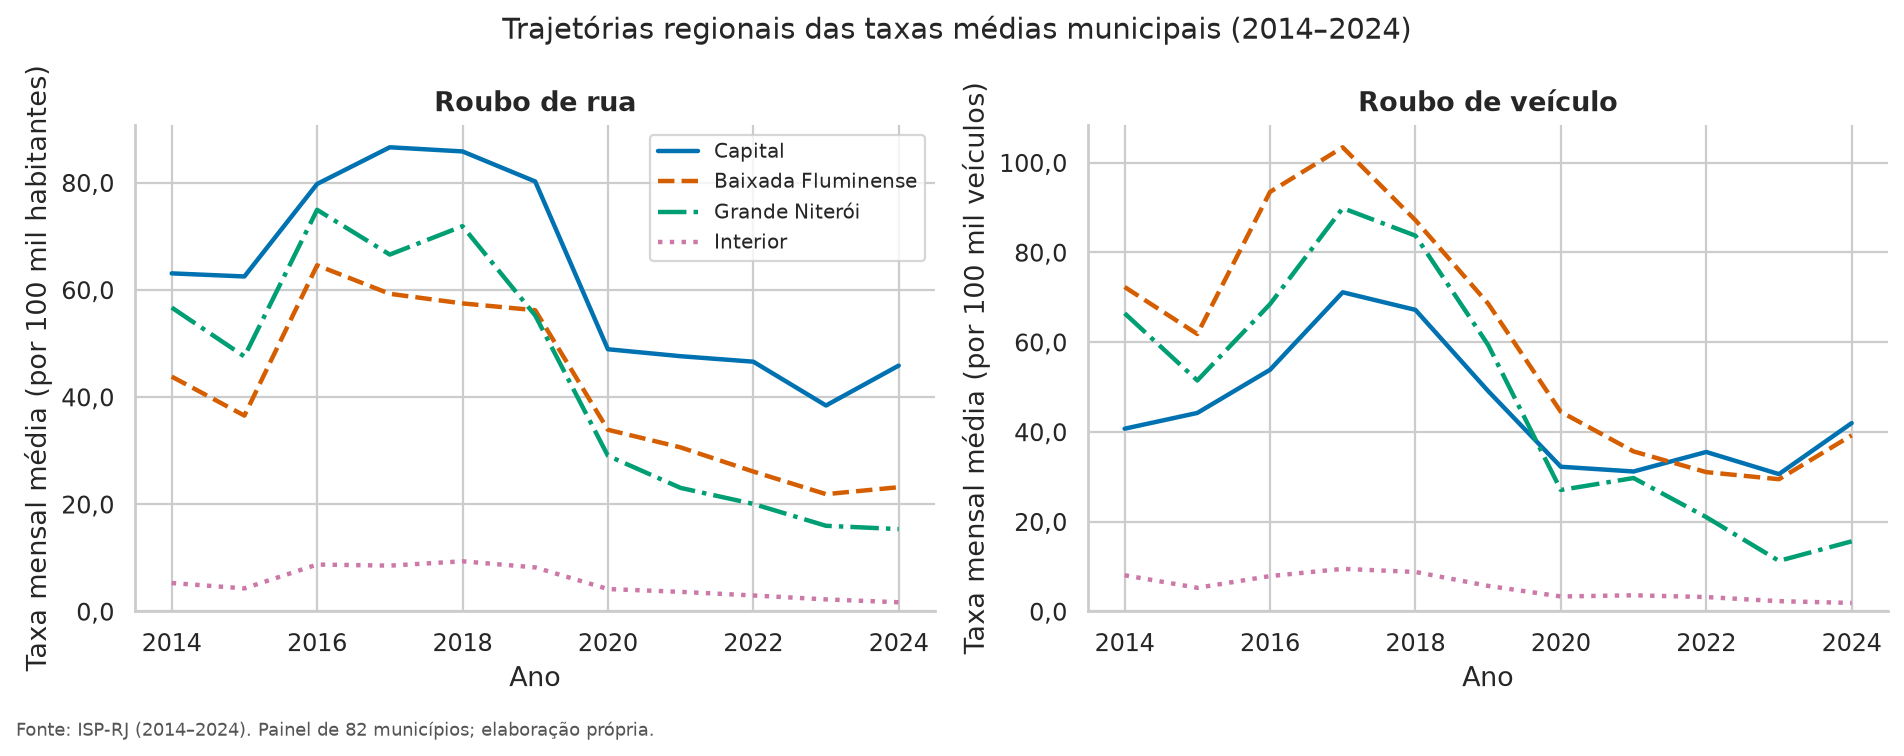 Trajetórias regionais das taxas médias municipais (2014–2024)
Roubo de rua
Taxa mensal média (por 100 mil habitantes)
80,0
60,0
40,0
20,0
0,0
2014 2016 2018 2020 2022 2024
Ano
Capital
Baixada Fluminense
Grande Niterói
Interior
Roubo de veículo
Taxa mensal média (por 100 mil veículos)
100,0
80,0
60,0
40,0
20,0
0,0
2014 2016 2018 2020 2022 2024
Ano
Fonte: ISP-RJ (2014–2024). Painel de 82 municípios; elaboração própria.